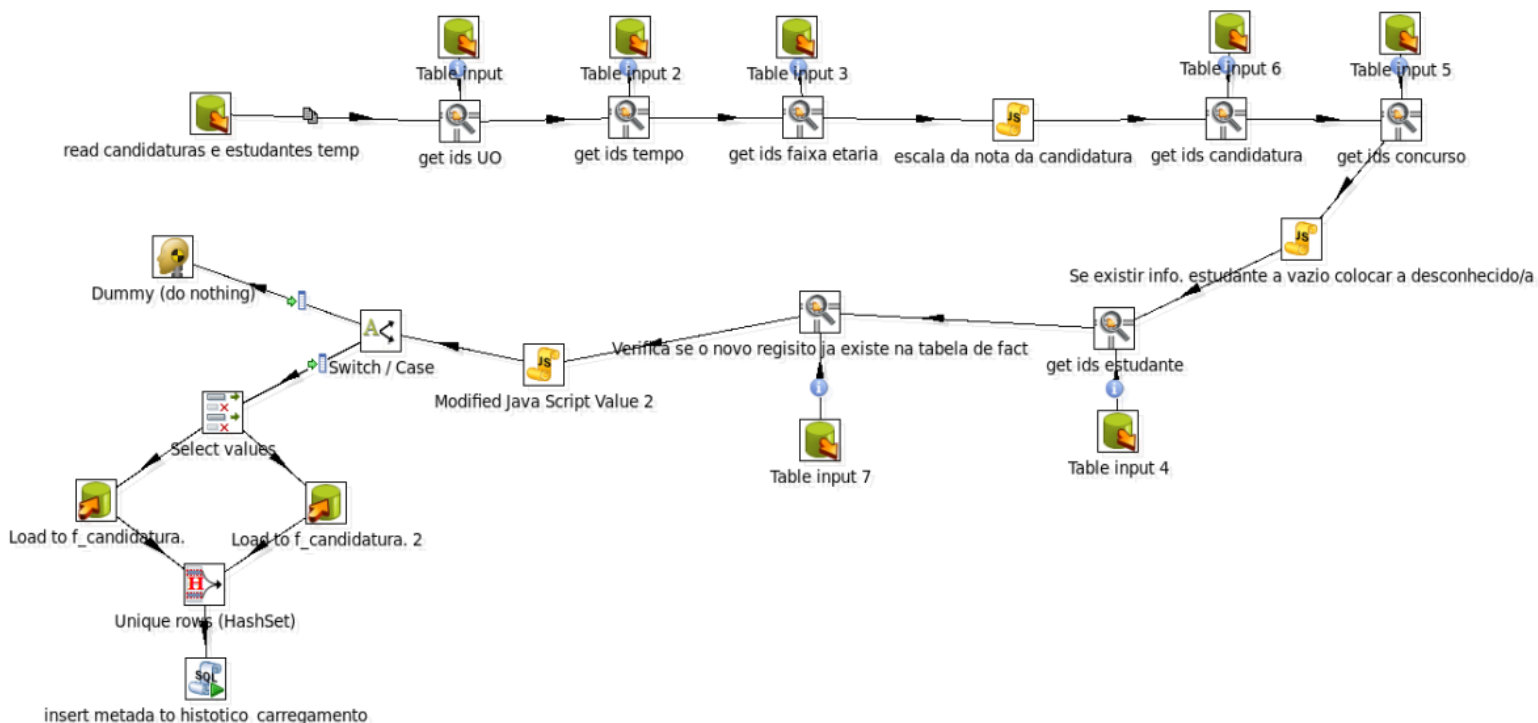 Table input
Table input 2
Table input 3
Table input 6
Table input 5
read candidaturas e estudantes temp
get ids UO
get ids tempo
get ids faixa etaria
JS
escala da nota da candidatura
get ids candidatura
get ids concurso
JS
Se existir info. estudante a vazio colocar a desconhecido/a
Dummy (do nothing)
A
Switch / Case
JS
Modified Java Script Value 2
Verifica se o novo regisito ja existe na tabela de fact
get ids estudante
Table input 7
Table input 4
Select values
Load to f_candidatura.
Load to f_candidatura. 2
H
Unique rows (HashSet)
SQL
insert metada to histotico_carregamento